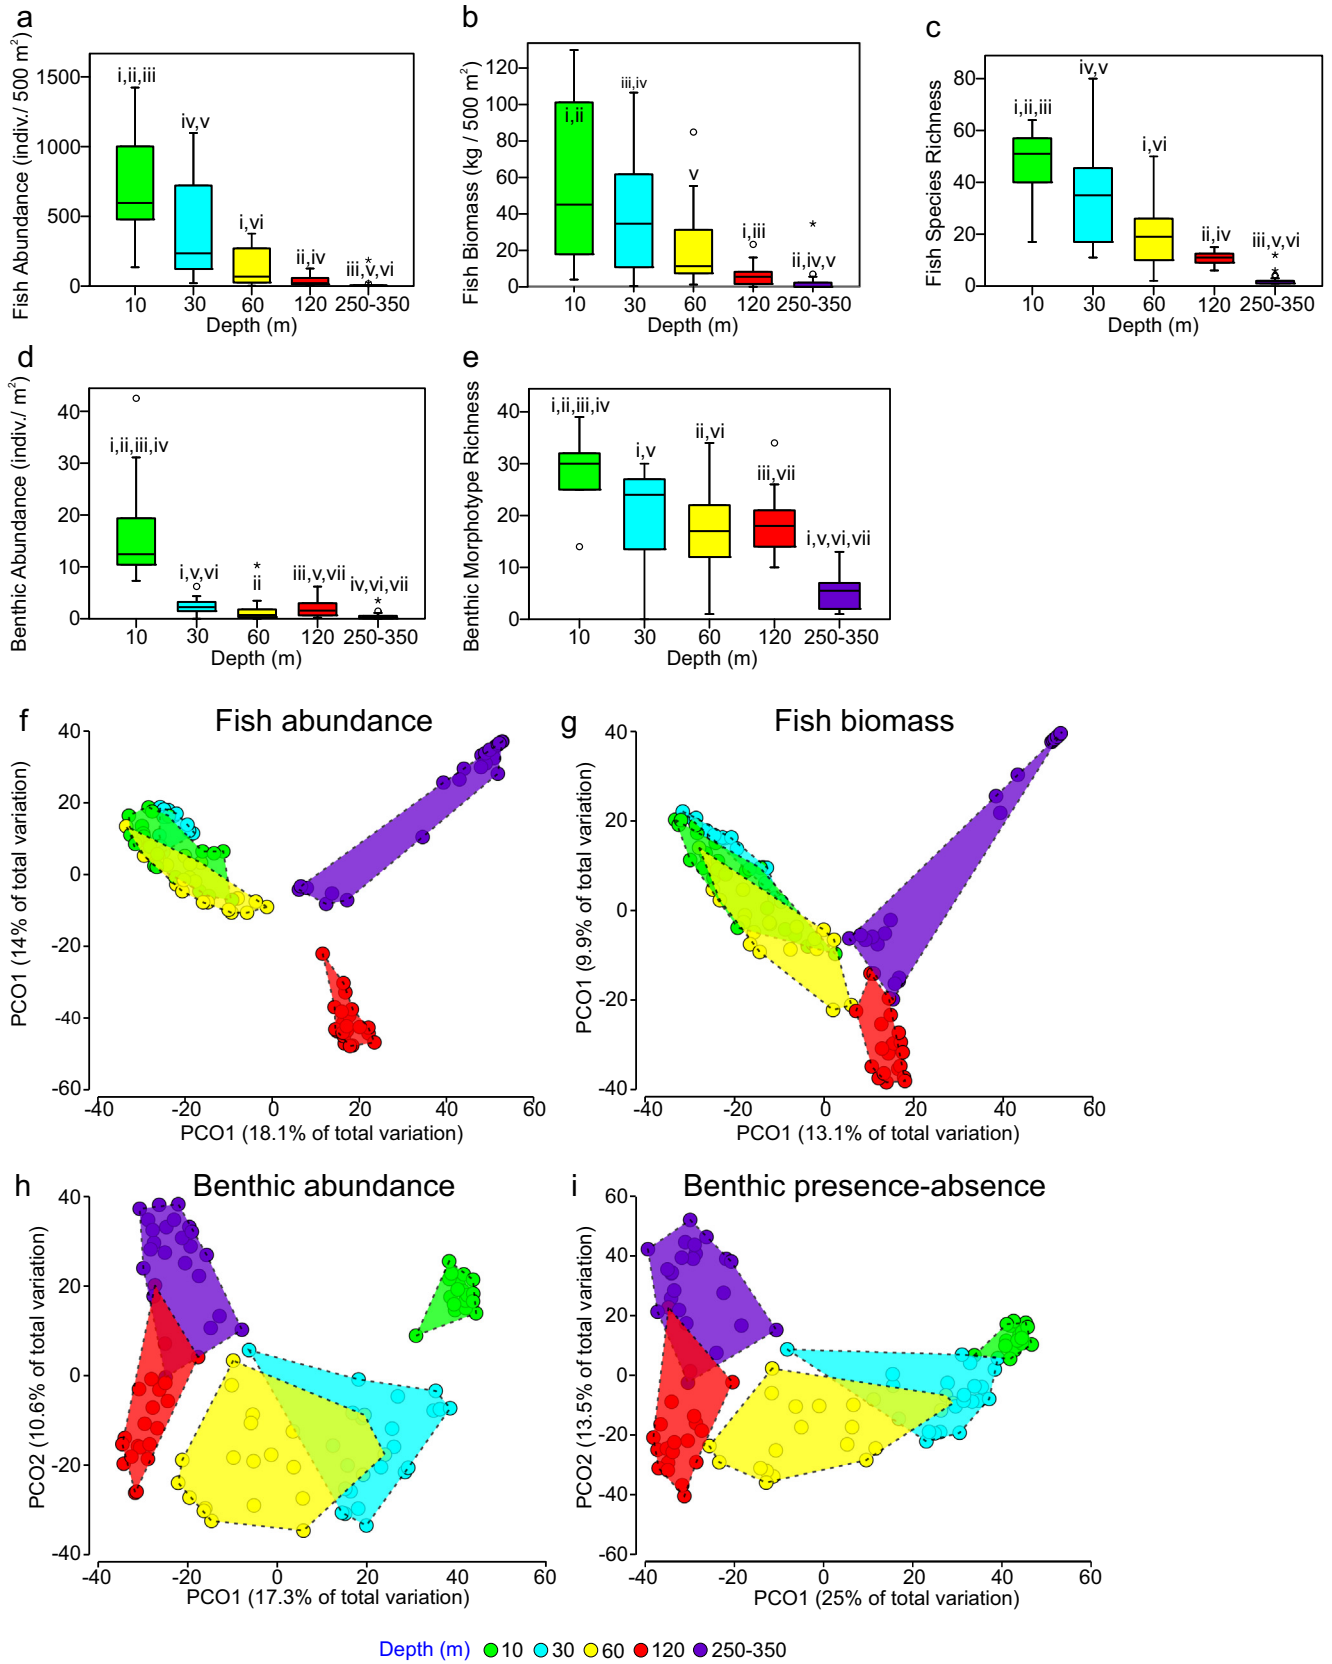 a
Fish Abundance (indiv./ 500 m²)
1500
1000
500
0
i,ii,iii
iv,v
i,vi
ii,iv
iii,v,vi
*
10
30
60
120
250-350
Depth (m)
b
Fish Biomass (kg / 500 m²)
120
100
80
60
40
20
0
i,ii
iii,iv
v
i,iii
ii,iv,v
*
10
30
60
120
250-350
Depth (m)
c
Fish Species Richness
80
60
40
20
0
i,ii,iii
iv,v
i,vi
ii,iv
iii,v,vi
*
*
10
30
60
120
250-350
Depth (m)
d
Benthic Abundance (indiv./ m²)
40
30
20
10
0
i,ii,iii,iv
i,v,vi
*
ii
iii,v,vii
iv,vi,vii
*
10
30
60
120
250-350
Depth (m)
e
Benthic Morphotype Richness
40
30
20
10
0
i,ii,iii,iv
i,v
ii,vi
iii,vii
i,v,vi,vii
10
30
60
120
250-350
Depth (m)
f
Fish abundance
PCO1 (14% of total variation)
40
20
0
-20
-40
-60
-40
-20
0
20
40
60
PCO1 (18.1% of total variation)
g
Fish biomass
PCO1 (9.9% of total variation)
40
20
0
-20
-40
-40
-20
0
20
40
60
PCO1 (13.1% of total variation)
h
Benthic abundance
PCO2 (10.6% of total variation)
40
20
0
-20
-40
-40
-20
0
20
40
60
PCO1 (17.3% of total variation)
i
Benthic presence-absence
PCO2 (13.5% of total variation)
60
40
20
0
-20
-40
-60
-40
-20
0
20
40
60
PCO1 (25% of total variation)
Depth (m) 10 30 60 120 250-350